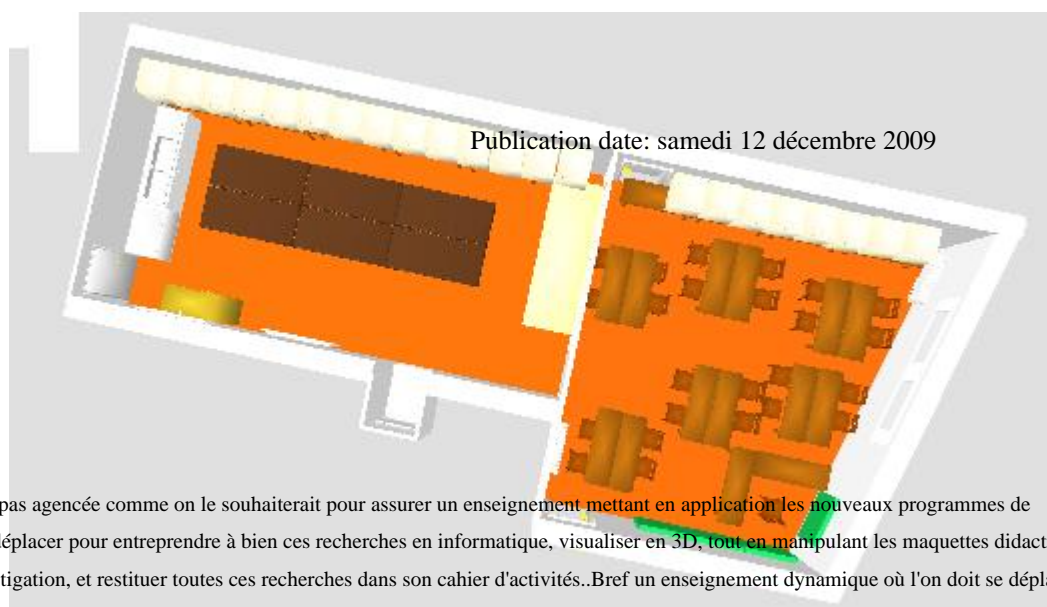 Publication date: samedi 12 décembre 2009
pas agencée comme on le souhaiterait pour assurer un enseignement mettant en application les nouveaux programmes de
déplacer pour entreprendre à bien ces recherches en informatique, visualiser en 3D, tout en manipulant les maquettes didact
tigation, et restituer toutes ces recherches dans son cahier d'activités..Bref un enseignement dynamique où l'on doit se dépla